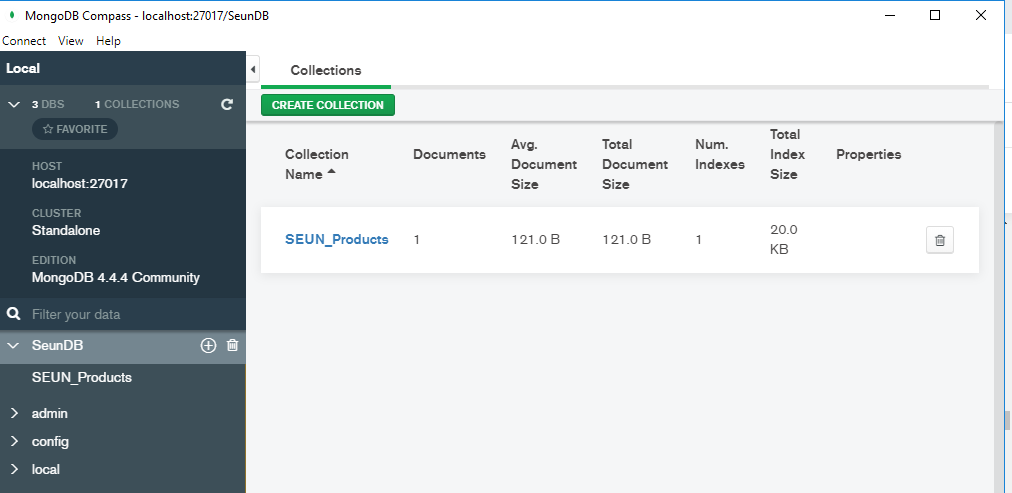 MongoDB Compass - localhost:27017/SeunDB
Connect View Help
Local
3 DBS 1 COLLECTIONS
FAVORITE
HOST
localhost:27017
CLUSTER
Standalone
EDITION
MongoDB 4.4.4 Community
Filter your data
SeunDB
SEUN_Products
admin
config
local
Collections
CREATE COLLECTION
Collection
Name
Documents
Avg.
Document
Size
Total
Document
Size
Num.
Indexes
Total
Index
Size
Properties
SEUN_Products 1 121.0 B 121.0 B 1 20.0
KB